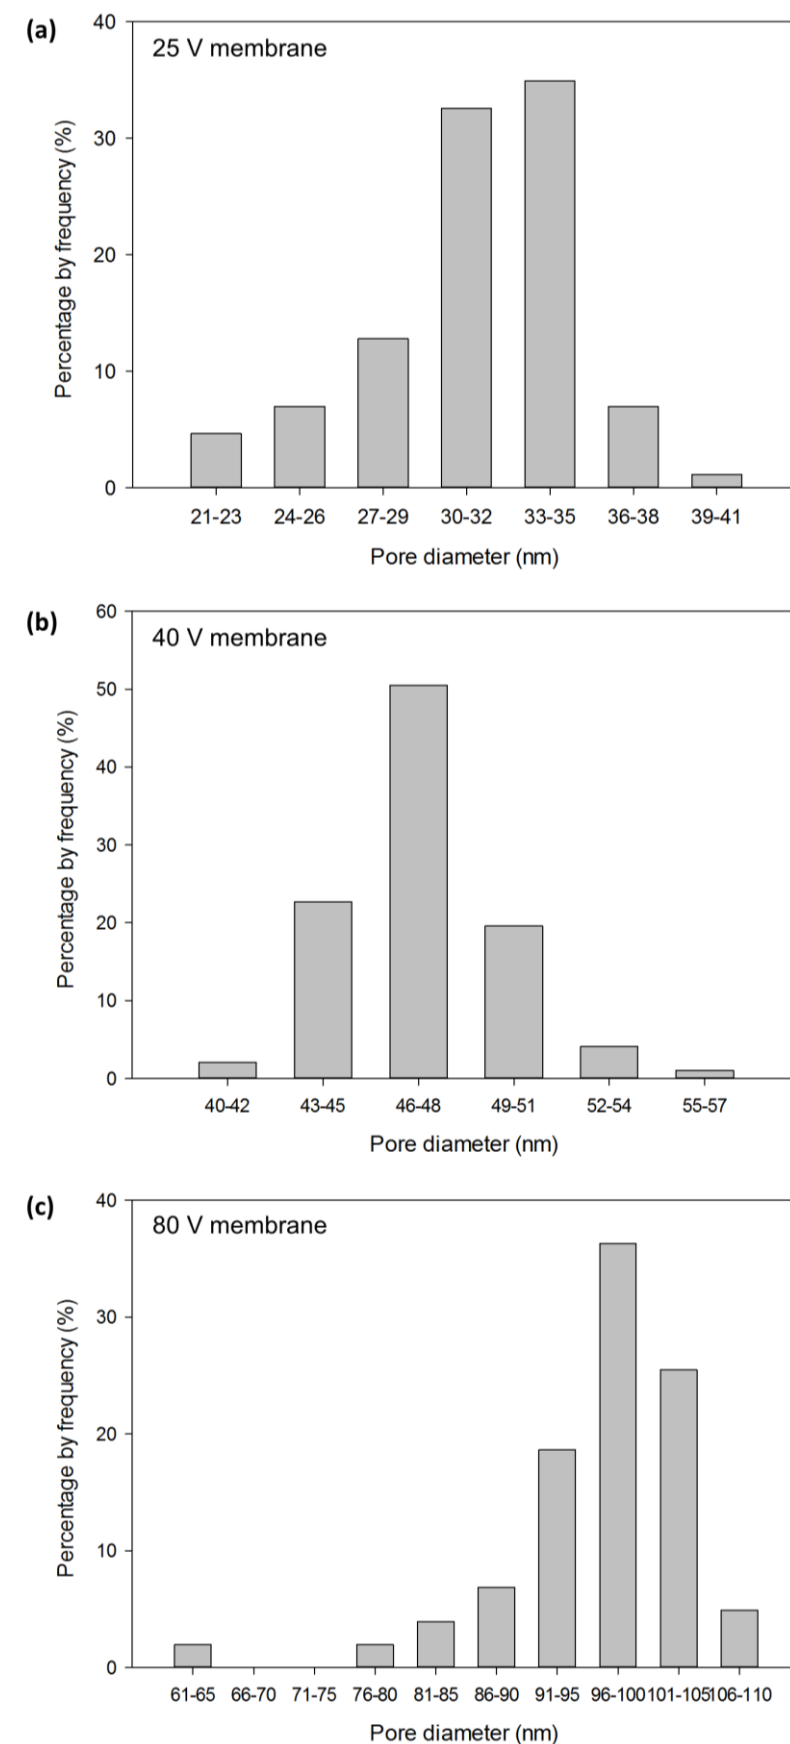 (a)
25 V membrane
Percentage by frequency (%)
40
30
20
10
0
21-23 24-26 27-29 30-32 33-35 36-38 39-41
Pore diameter (nm)
(b)
40 V membrane
Percentage by frequency (%)
60
50
40
30
20
10
0
40-42 43-45 46-48 49-51 52-54 55-57
Pore diameter (nm)
(c)
80 V membrane
Percentage by frequency (%)
40
30
20
10
0
61-65 66-70 71-75 76-80 81-85 86-90 91-95 96-100 101-105 106-110
Pore diameter (nm)